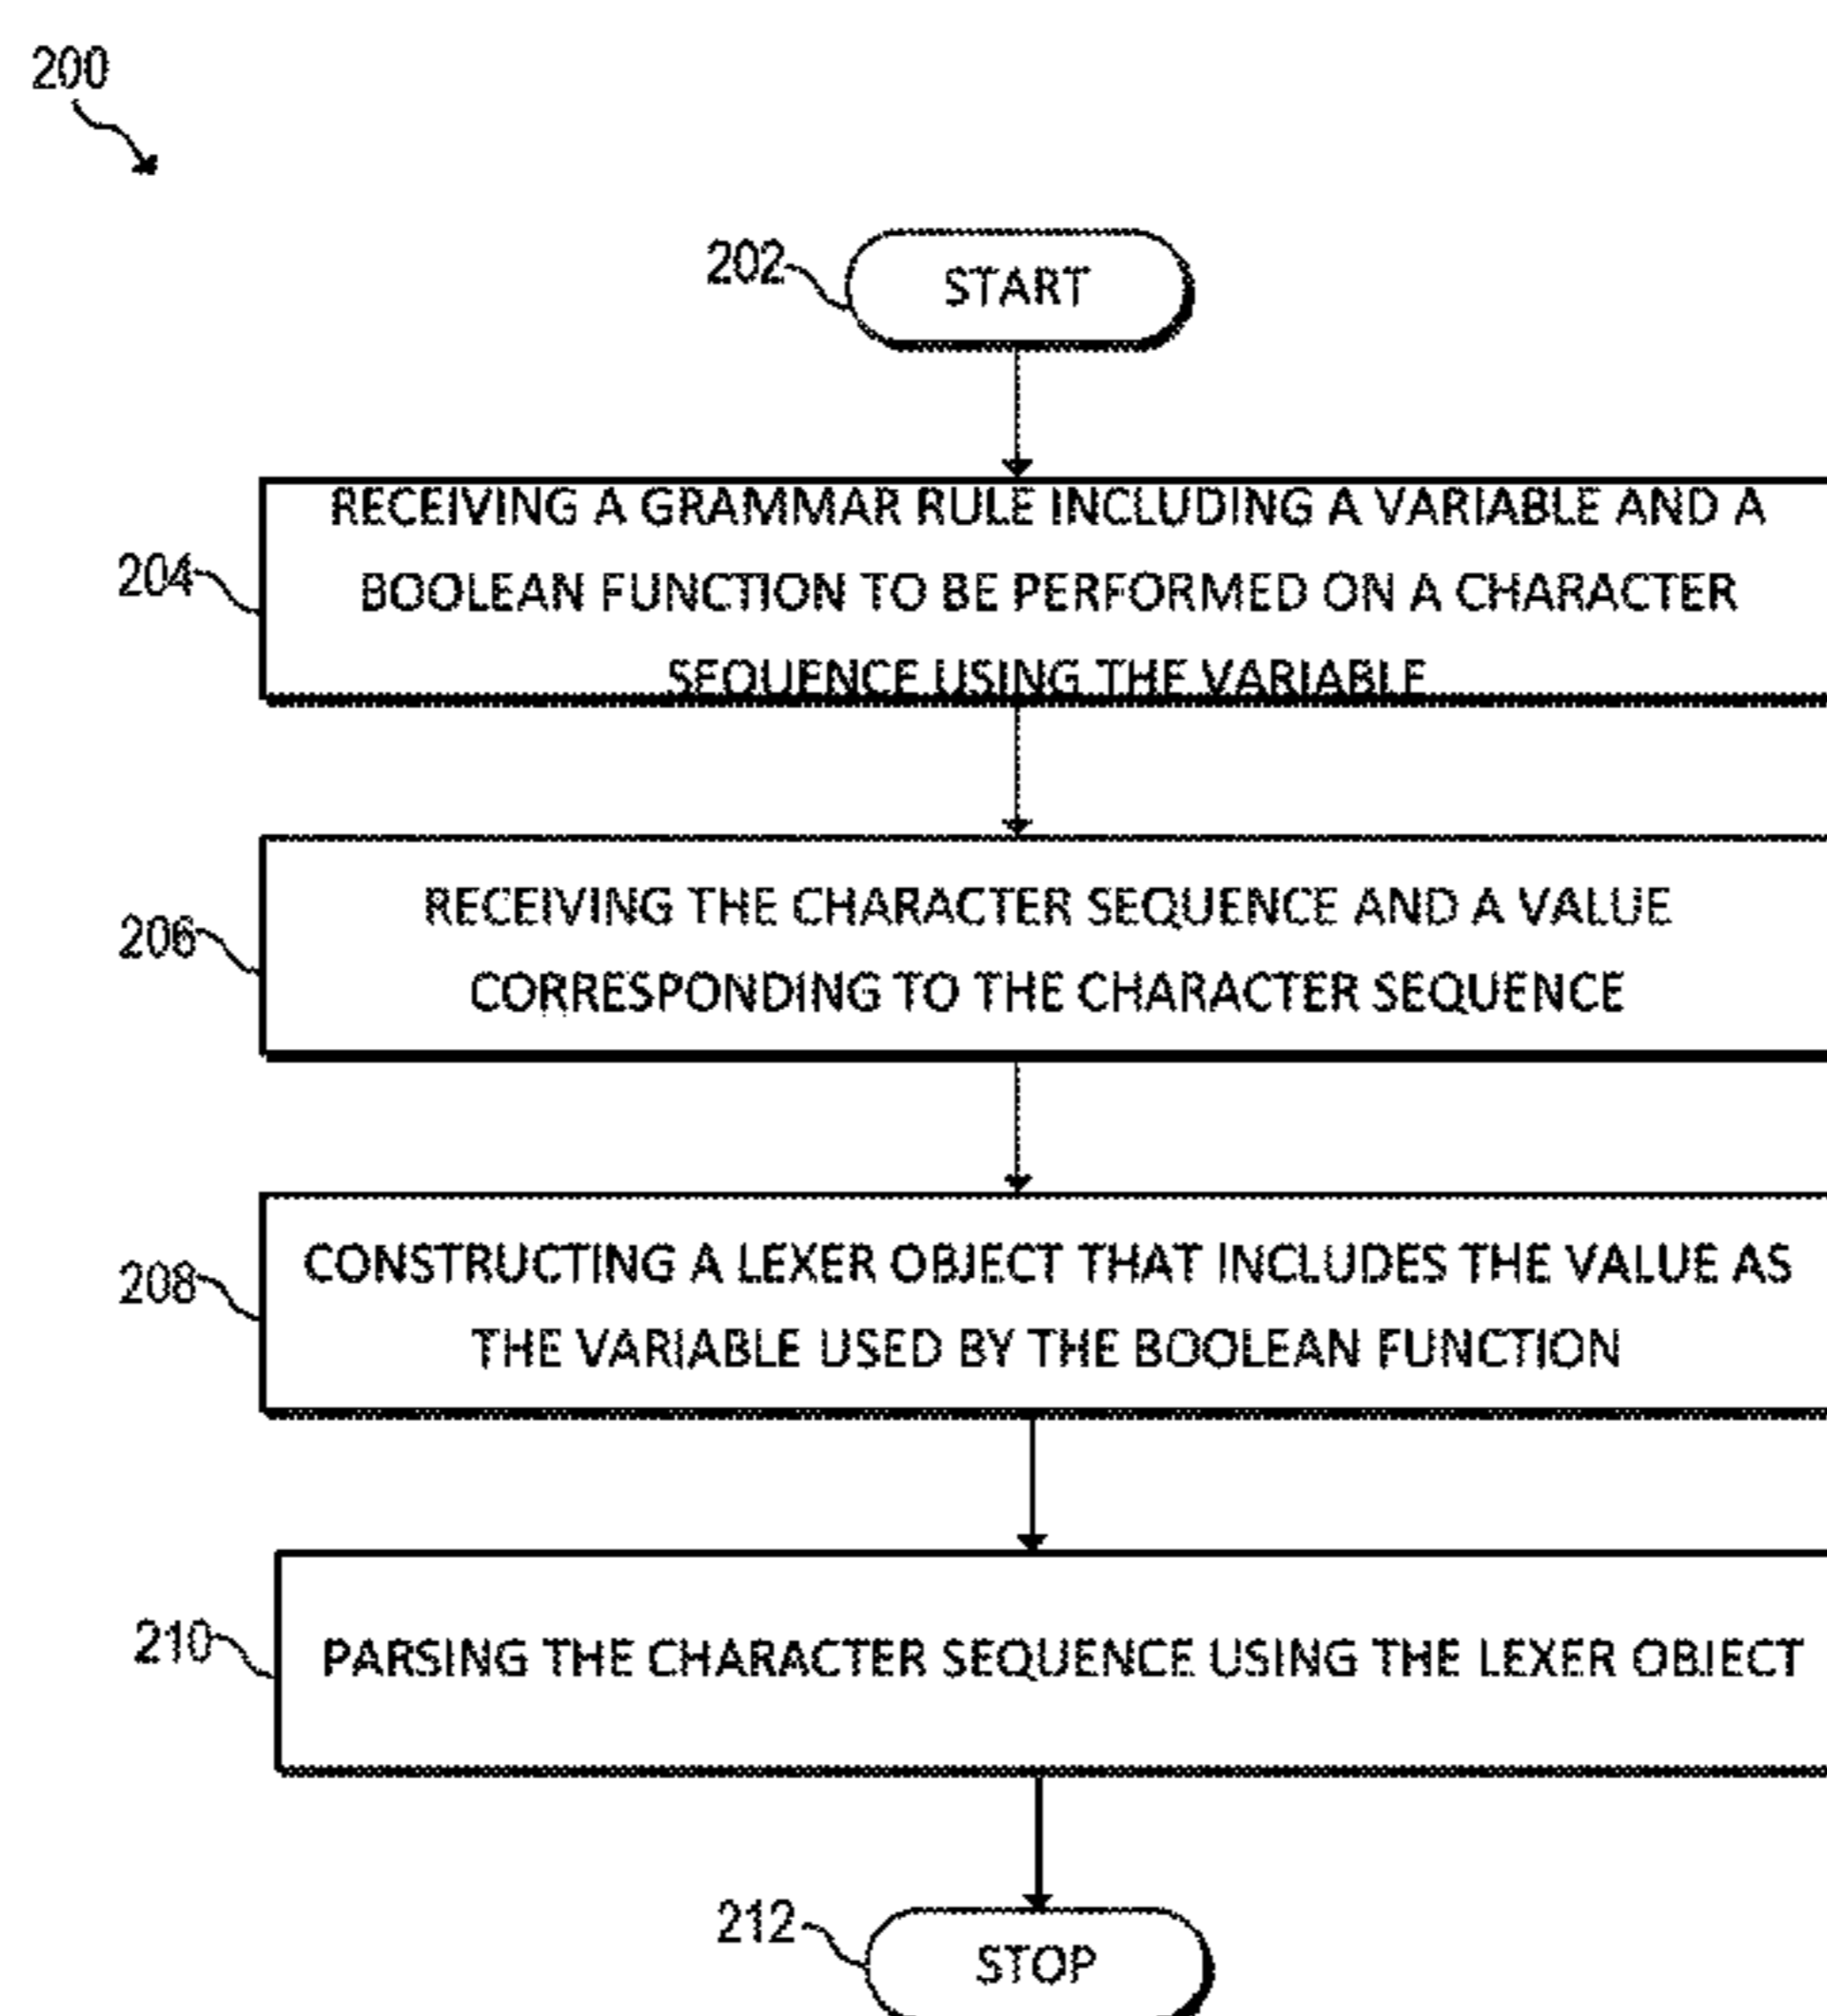 200
202
START
204
RECEIVING A GRAMMAR RULE INCLUDING A VARIABLE AND A
BOOLEAN FUNCTION TO BE PERFORMED ON A CHARACTER
SEQUENCE USING THE VARIABLE
206
RECEIVING THE CHARACTER SEQUENCE AND A VALUE
CORRESPONDING TO THE CHARACTER SEQUENCE
208
CONSTRUCTING A LEXER OBJECT THAT INCLUDES THE VALUE AS
THE VARIABLE USED BY THE BOOLEAN FUNCTION
210
PARSING THE CHARACTER SEQUENCE USING THE LEXER OBJECT
212
STOP